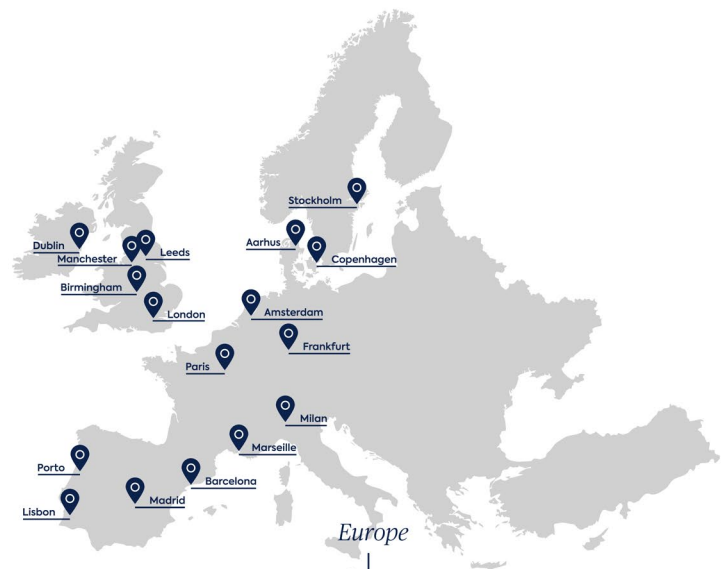 Stockholm
Dublin
Aarhus
Leeds
Manchester
Copenhagen
Birmingham
London
Amsterdam
Frankfurt
Paris
Milan
Marseille
Porto
Barcelona
Madrid
Lisbon
Europe